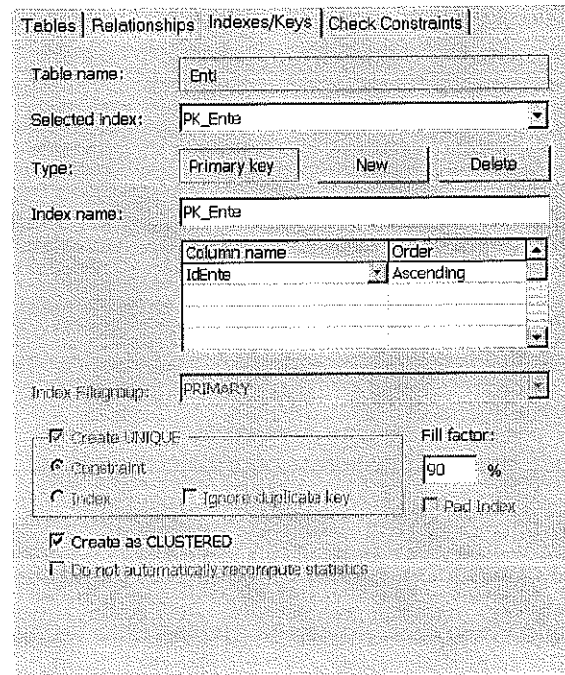 Tables Relationships Indexes/Keys Check Constraints
Table name: Enti
Selected index: PK_Ente
Type: Primary key New Delete
Index name: PK_Ente
Column name Order
IdEnte Ascending
Index Filegroup: PRIMARY
Create UNIQUE Fill factor:
Constraint 90 %
Index Ignore duplicate key Pad Index
Create as CLUSTERED
Do not automatically recompute statistics